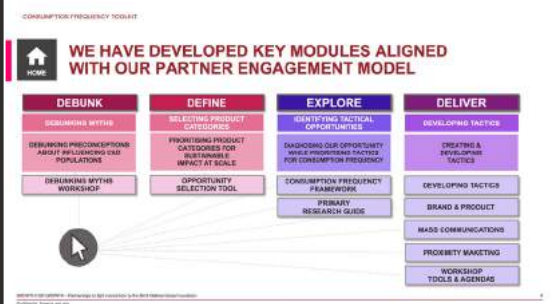 CONSUMPTION FREQUENCY TOOLKIT
HOME
WE HAVE DEVELOPED KEY MODULES ALIGNED
WITH OUR PARTNER ENGAGEMENT MODEL
DEBUNK
DEBUNKING MYTHS
DEBUNKING PRECONCEPTIONS
ABOUT INFLUENCING
POPULATIONS
DEBUNKING MYTHS
WORKSHOP
DEFINE
SELECTING PRODUCT
CATEGORIES
PRIORITISING PRODUCT
CATEGORIES FOR
SUSTAINABLE
IMPACT AT SCALE
OPPORTUNITY
SELECTION TOOL
EXPLORE
IDENTIFYING TACTICAL
OPPORTUNITIES
DIAGNOSING OUR OPPORTUNITY
WHILE PRIORITISING TACTICS
FOR CONSUMPTION FREQUENCY
CONSUMPTION FREQUENCY
FRAMEWORK
PRIMARY
RESEARCH GUIDE
DELIVER
DEVELOPING TACTICS
CREATING &
DEVELOPING
TACTICS
DEVELOPING TACTICS
BRAND & PRODUCT
MASS COMMUNICATIONS
PROXIMITY MAKETING
WORKSHOP
TOOLS & AGENDAS